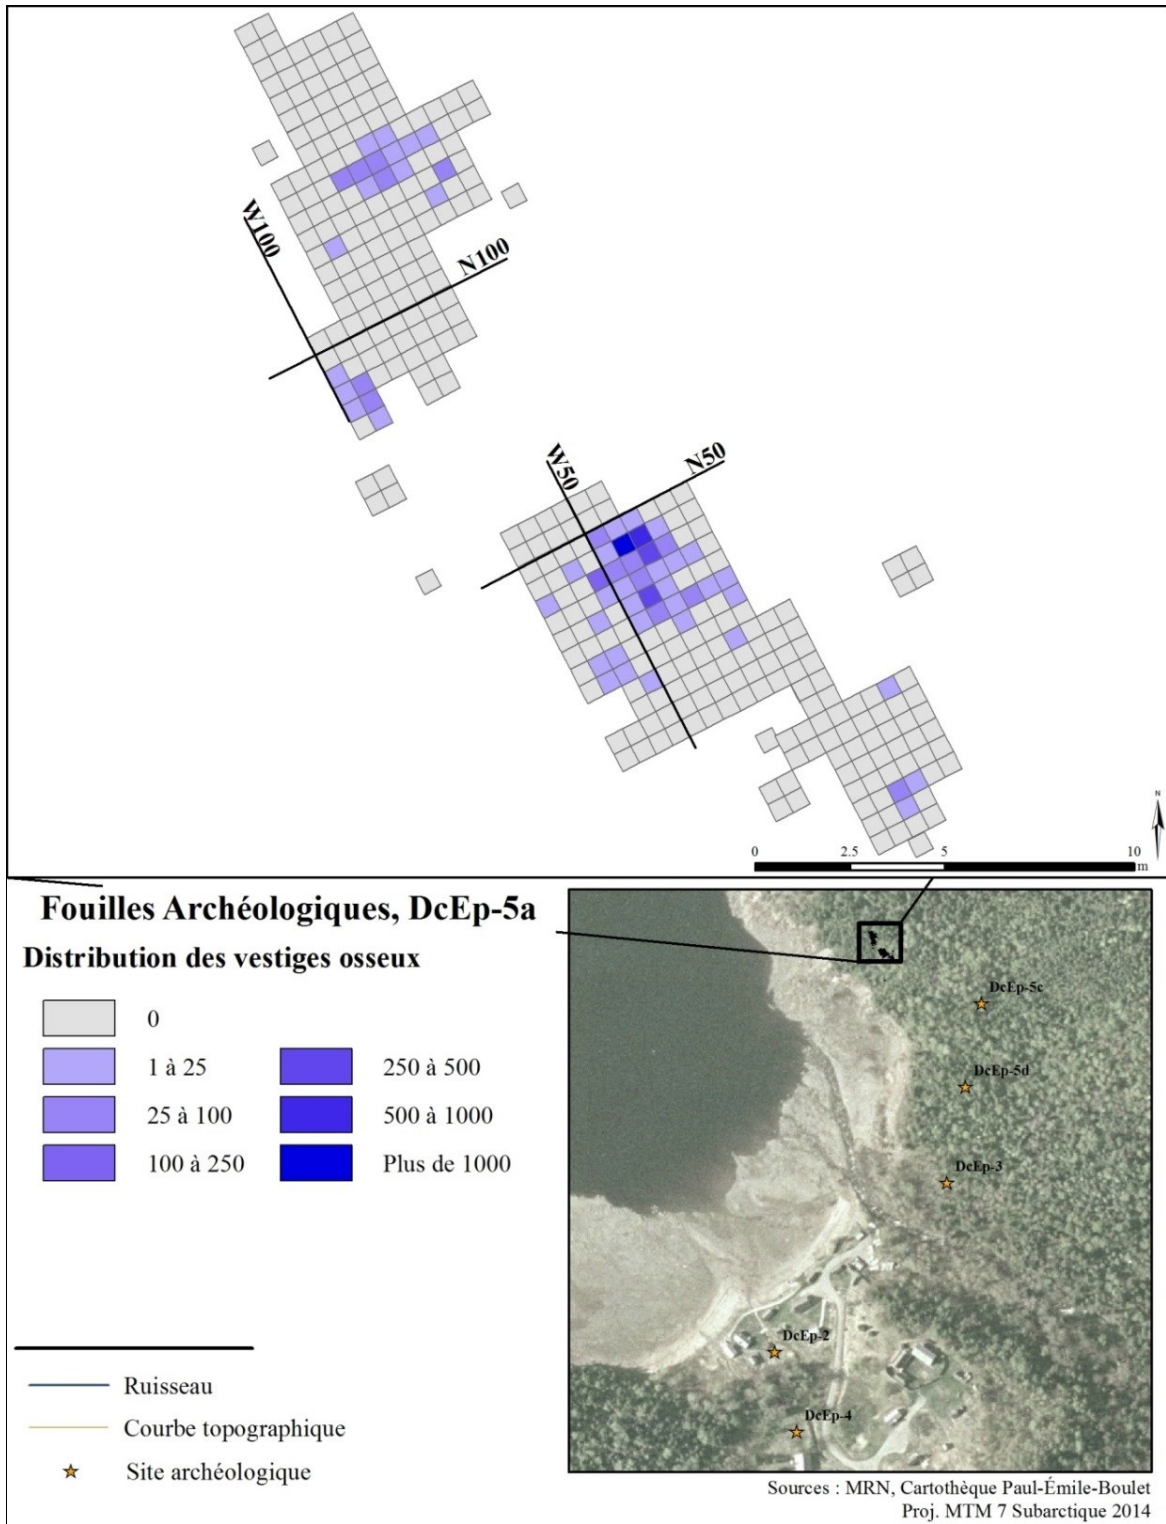 W100
N100
W50
N50
N
0 2.5 5 10
m
Fouilles Archéologiques, DcEp-5a
Distribution des vestiges osseux
0
1 à 25
25 à 100
100 à 250
250 à 500
500 à 1000
Plus de 1000
Ruisseau
Courbe topographique
Site archéologique
DcEp-5c
DcEp-5d
DcEp-3
DcEp-2
DcEp-4
Sources : MRN, Cartothèque Paul-Émile-Boulet
Proj. MTM 7 Subarctique 2014